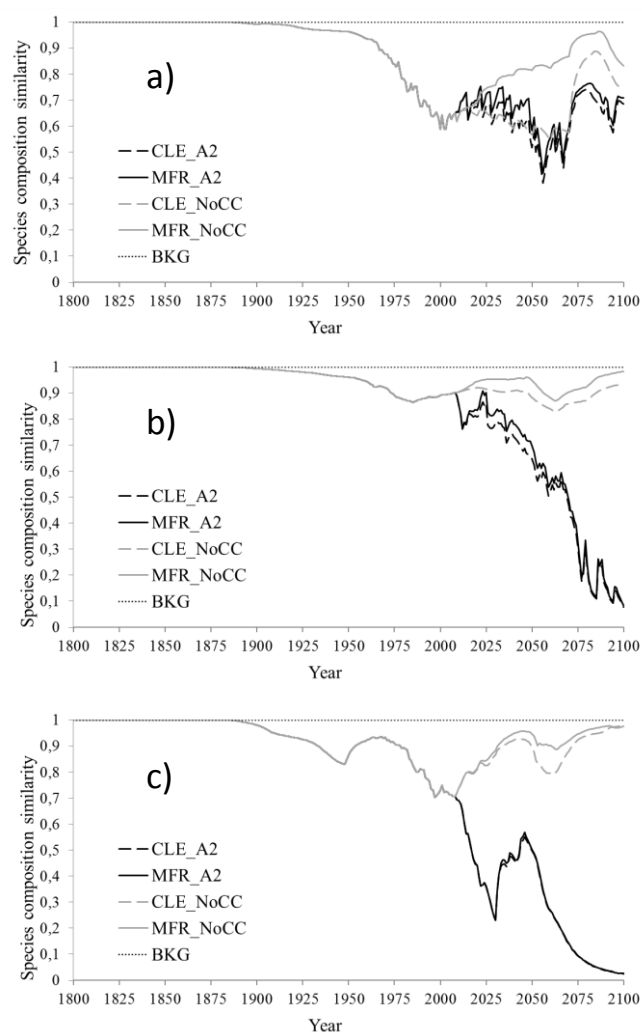 Species composition similarity
1
0,9
0,8
0,7
0,6
0,5
0,4
0,3
0,2
0,1
0
a)
CLE_A2
MFR_A2
CLE_NoCC
MFR_NoCC
BKG
1800 1825 1850 1875 1900 1925 1950 1975 2000 2025 2050 2075 2100
Year
Species composition similarity
1
0,9
0,8
0,7
0,6
0,5
0,4
0,3
0,2
0,1
0
b)
CLE_A2
MFR_A2
CLE_NoCC
MFR_NoCC
BKG
1800 1825 1850 1875 1900 1925 1950 1975 2000 2025 2050 2075 2100
Year
Species composition similarity
1
0,9
0,8
0,7
0,6
0,5
0,4
0,3
0,2
0,1
0
c)
CLE_A2
MFR_A2
CLE_NoCC
MFR_NoCC
BKG
1800 1825 1850 1875 1900 1925 1950 1975 2000 2025 2050 2075 2100
Year